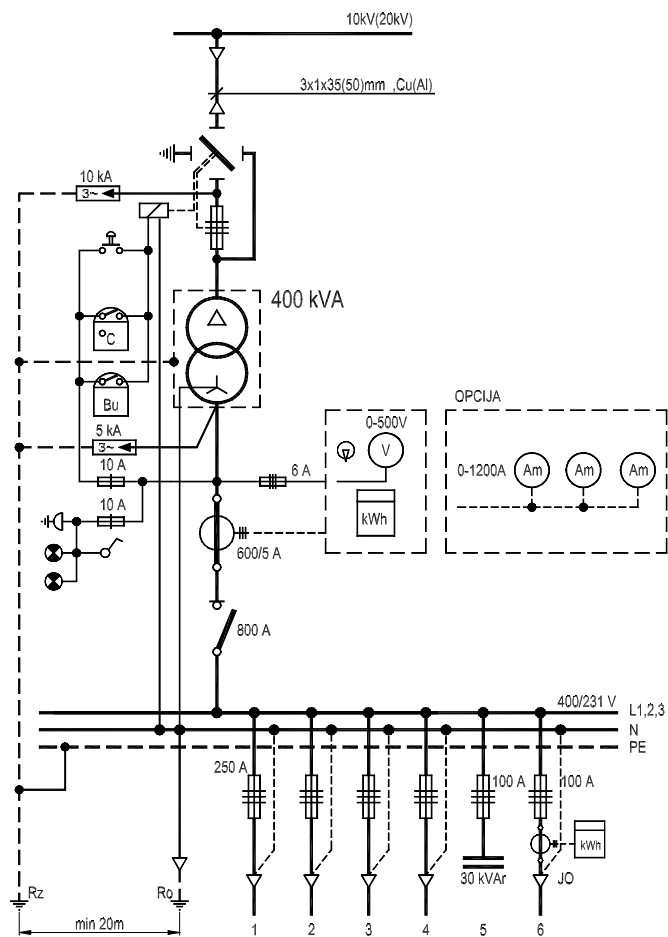 10kV(20kV)
3x1x35(50)mm ,Cu(Al)
10 kA
3~
400 kVA
°C
Bu
OPCIJA
5 kA
3~
0-500V
V
10 A
6 A
0-1200A
Am
Am
Am
10 A
kWh
600/5 A
800 A
400/231 V
L1,2,3
N
PE
250 A
100 A
100 A
kWh
30 kVAr
JO
Rz
Ro
min 20m
1
2
3
4
5
6